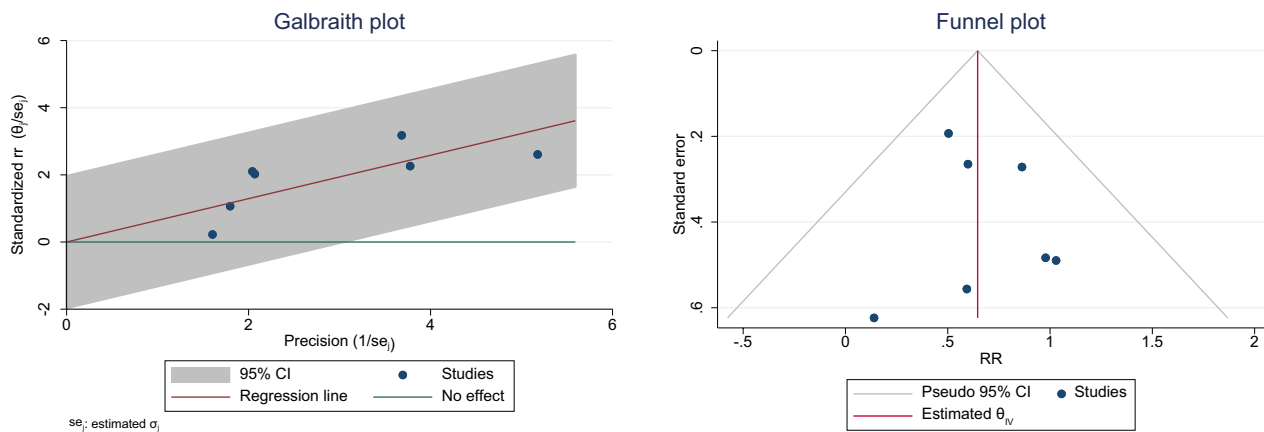 Galbraith plot
6
4
2
0
-2
Standardized rr (θj/sej)
0
2
4
6
Precision (1/sej)
95% CI
Studies
Regression line
No effect
sej: estimated σj
Funnel plot
0
.2
.4
.6
Standard error
-.5
0
.5
1
1.5
2
RR
Pseudo 95% CI
Studies
Estimated θIV